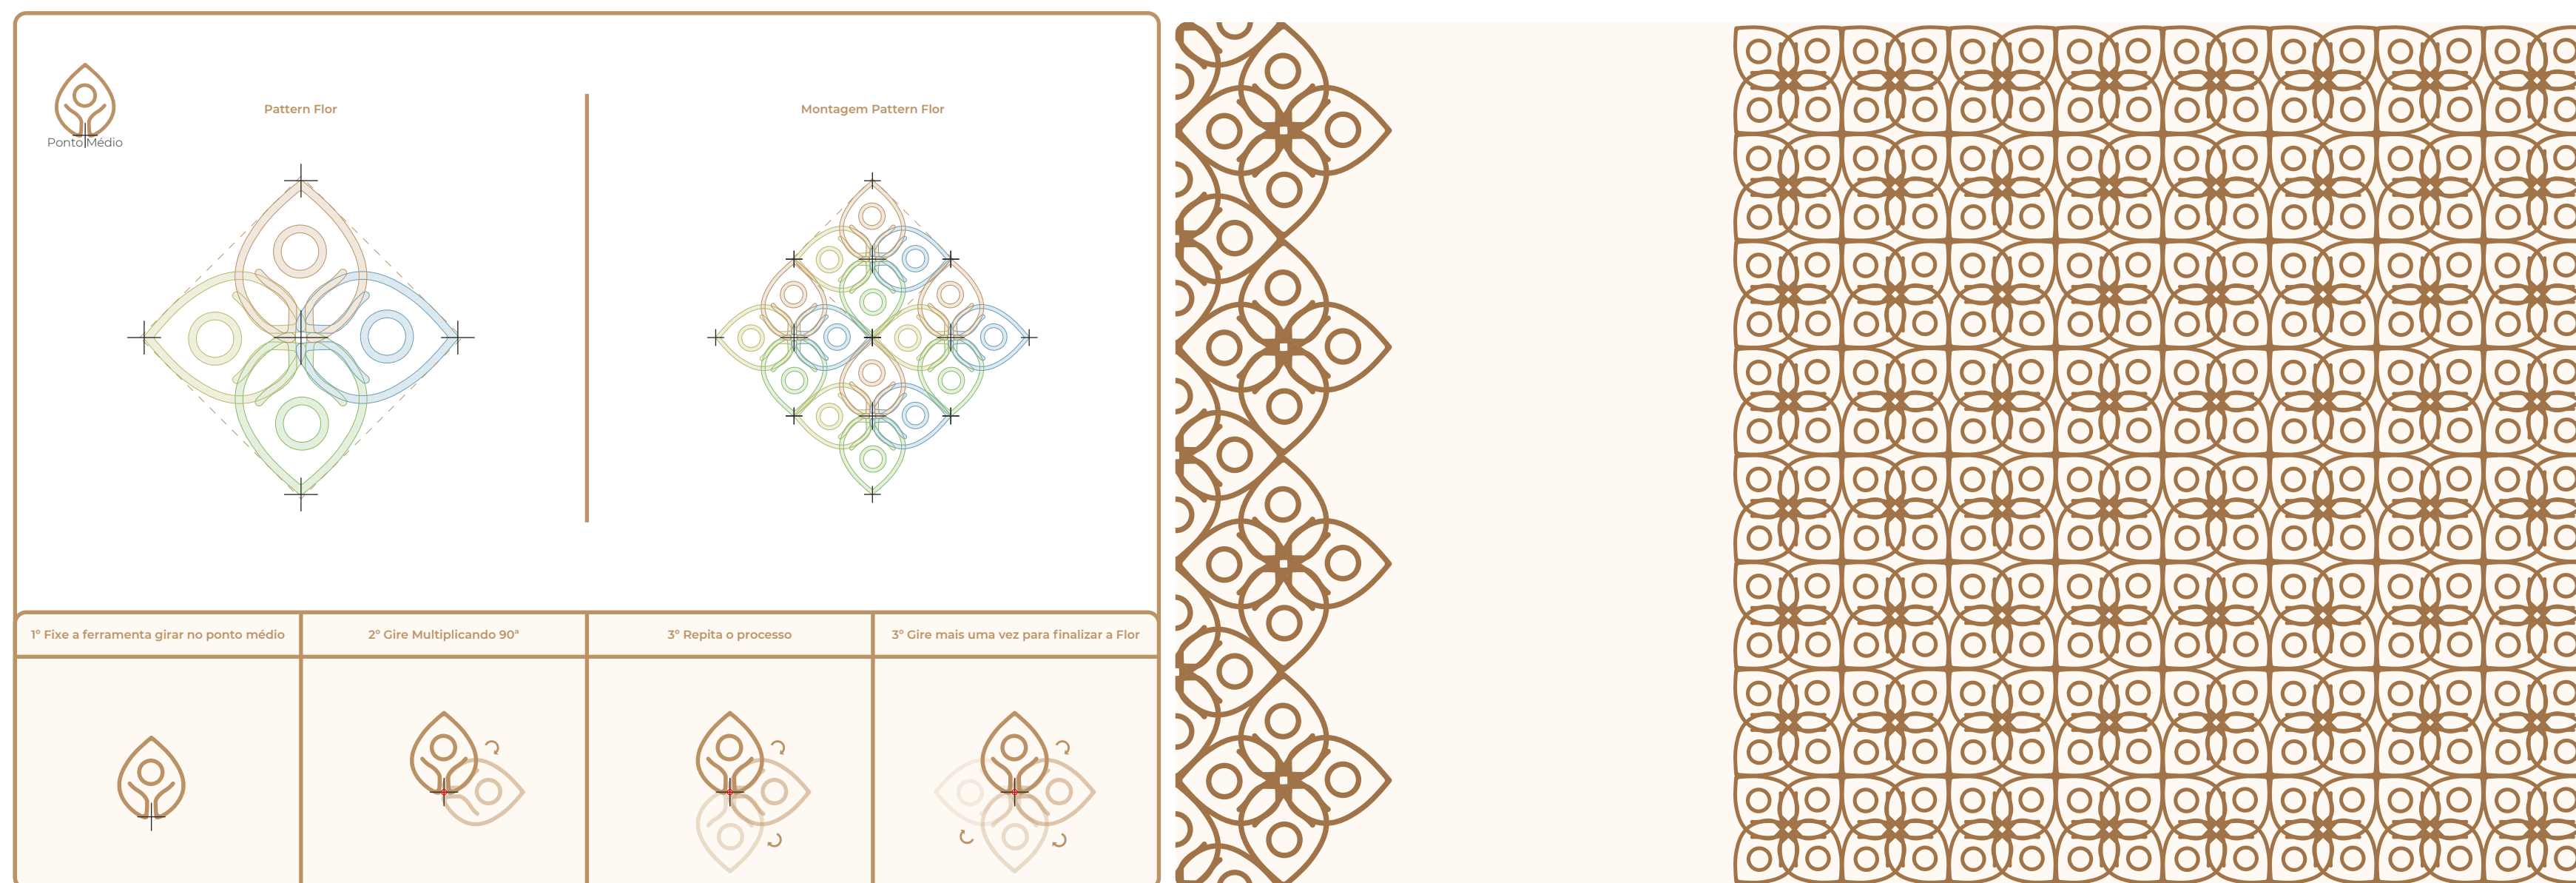 Ponto Médio
Pattern Flor
Montagem Pattern Flor
1º Fixe a ferramenta girar no ponto médio
2º Gire Multiplicando 90ª
3º Repita o processo
3º Gire mais uma vez para finalizar a Flor